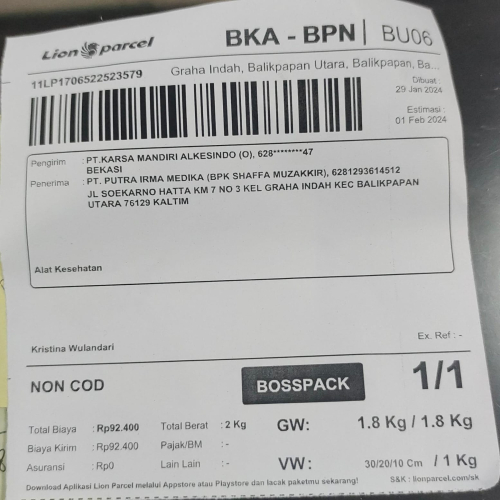 Lion parcel
BKA - BPN | BU06
11LP1706522523579
Graha Indah, Balikpapan Utara, Balikpapan, Ba...
Dibuat :
29 Jan 2024
Estimasi :
01 Feb 2024
Pengirim : PT.KARSA MANDIRI ALKESINDO (O), 628********47
BEKASI
Penerima : PT. PUTRA IRMA MEDIKA (BPK SHAFFA MUZAKKIR), 6281293614512
JL SOEKARNO HATTA KM 7 NO 3 KEL GRAHA INDAH KEC BALIKPAPAN
UTARA 76129 KALTIM
Alat Kesehatan
Kristina Wulandari
Ex. Ref : -
NON COD
BOSSPACK
1/1
Total Biaya : Rp92.400
Total Berat : 2 Kg
GW: 1.8 Kg / 1.8 Kg
Biaya Kirim : Rp92.400
Pajak/BM : -
Asuransi : Rp0
Lain Lain : -
VW: 30/20/10 Cm / 1 Kg
Download Aplikasi Lion Parcel melalui Appstore atau Playstore dan lacak paketmu sekarang!
S&K : lionparcel.com/sk